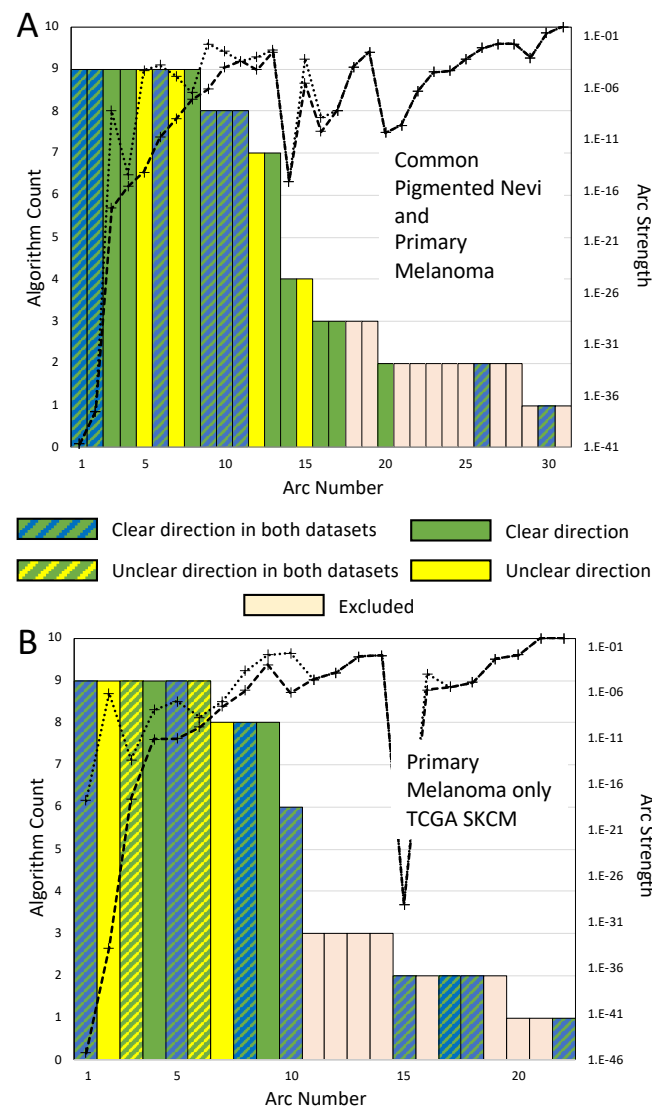 A
10
9
8
7
6
5
4
3
2
1
0
Algorithm Count
1.E-01
1.E-06
1.E-11
1.E-16
1.E-21
1.E-26
1.E-31
1.E-36
1.E-41
Arc Strength
Common
Pigmented Nevi
and
Primary
Melanoma
1 5 10 15 20 25 30
Arc Number
Clear direction in both datasets
Clear direction
Unclear direction in both datasets
Unclear direction
Excluded
B
10
9
8
7
6
5
4
3
2
1
0
Algorithm Count
1.E-01
1.E-06
1.E-11
1.E-16
1.E-21
1.E-26
1.E-31
1.E-36
1.E-41
1.E-46
Arc Strength
Primary
Melanoma only
TCGA SKCM
1 5 10 15 20
Arc Number